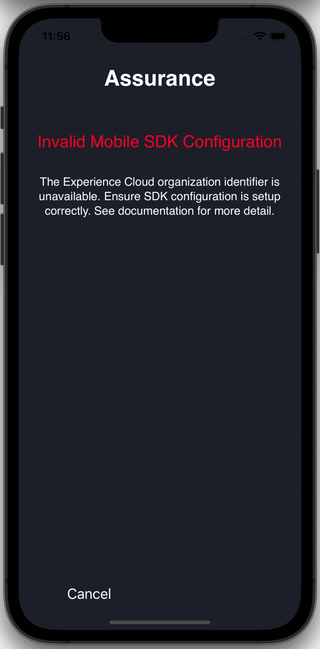 11:56
Assurance
Invalid Mobile SDK Configuration
The Experience Cloud organization identifier is
unavailable. Ensure SDK configuration is setup
correctly. See documentation for more detail.
Cancel